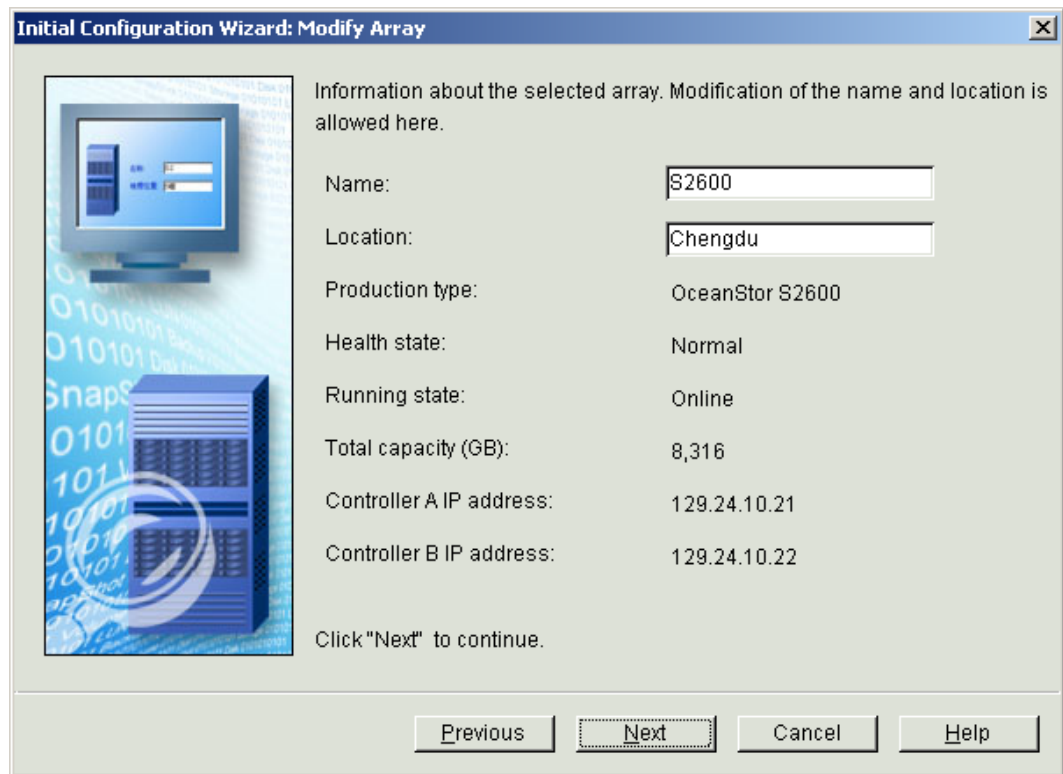 Initial Configuration Wizard: Modify Array
Information about the selected array. Modification of the name and location is
allowed here.
Name: S2600
Location: Chengdu
Production type: OceanStor S2600
Health state: Normal
Running state: Online
Total capacity (GB): 8,316
Controller A IP address: 129.24.10.21
Controller B IP address: 129.24.10.22
Click "Next" to continue.
Previous Next Cancel Help